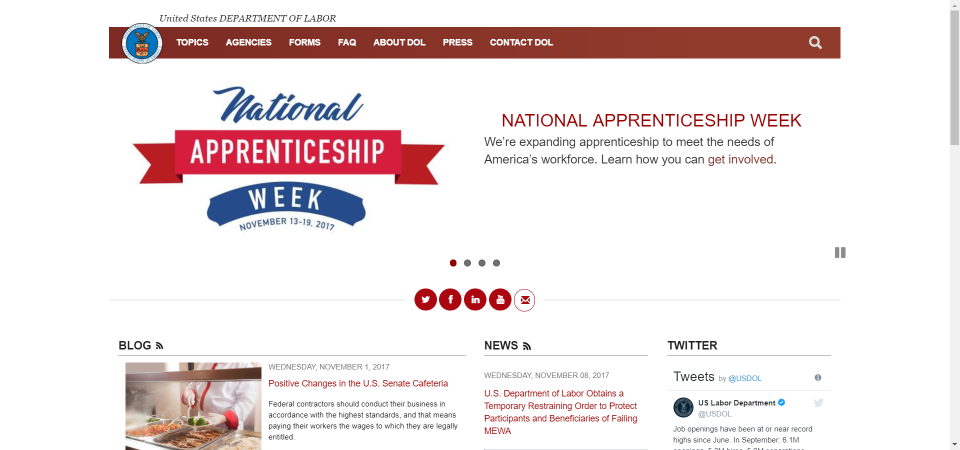 United States DEPARTMENT OF LABOR
TOPICS AGENCIES FORMS FAQ ABOUT DOL PRESS CONTACT DOL
National
APPRENTICESHIP
WEEK
NOVEMBER 13-19, 2017
NATIONAL APPRENTICESHIP WEEK
We're expanding apprenticeship to meet the needs of
America's workforce. Learn how you can get involved.
BLOG
WEDNESDAY, NOVEMBER 1, 2017
Positive Changes in the U.S. Senate Cafeteria
Federal contractors should conduct their business in
accordance with the highest standards, and that means
paying their workers the wages to which they are legally
entitled.
NEWS
WEDNESDAY, NOVEMBER 08, 2017
U.S. Department of Labor Obtains a
Temporary Restraining Order to Protect
Participants and Beneficiaries of Failing
MEWA
TWITTER
Tweets by @USDOL
US Labor Department
@USDOL
Job openings have been at or near record
highs since June. In September: 6.1M